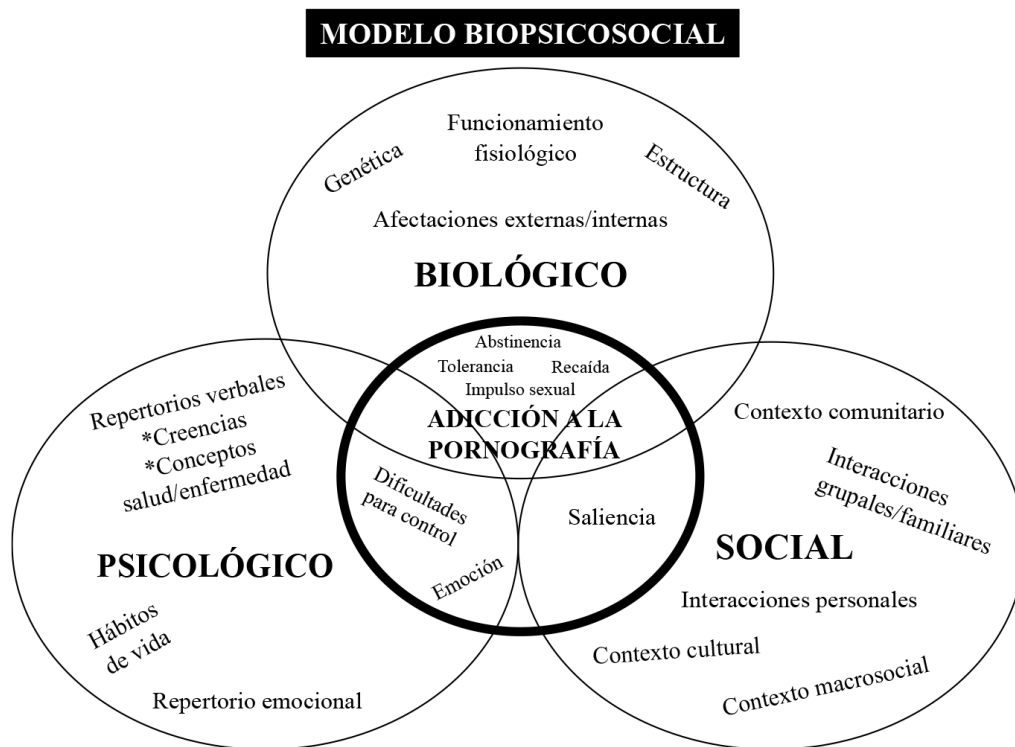 MODELO BIOPSICOSOCIAL
Funcionamiento
fisiológico
Genética
Estructura
Afectaciones externas/internas
BIOLÓGICO
Abstinencia
Tolerancia
Recaída
Impulso sexual
ADICCIÓN A LA
PORNOGRAFÍA
Repertorios verbales
*Creencias
*Conceptos
salud/enfermedad
Dificultades
para control
Emoción
PSICOLÓGICO
Hábitos
de vida
Repertorio emocional
Saliencia
Contexto comunitario
Interacciones
grupales/familiares
SOCIAL
Interacciones personales
Contexto cultural
Contexto macrosocial